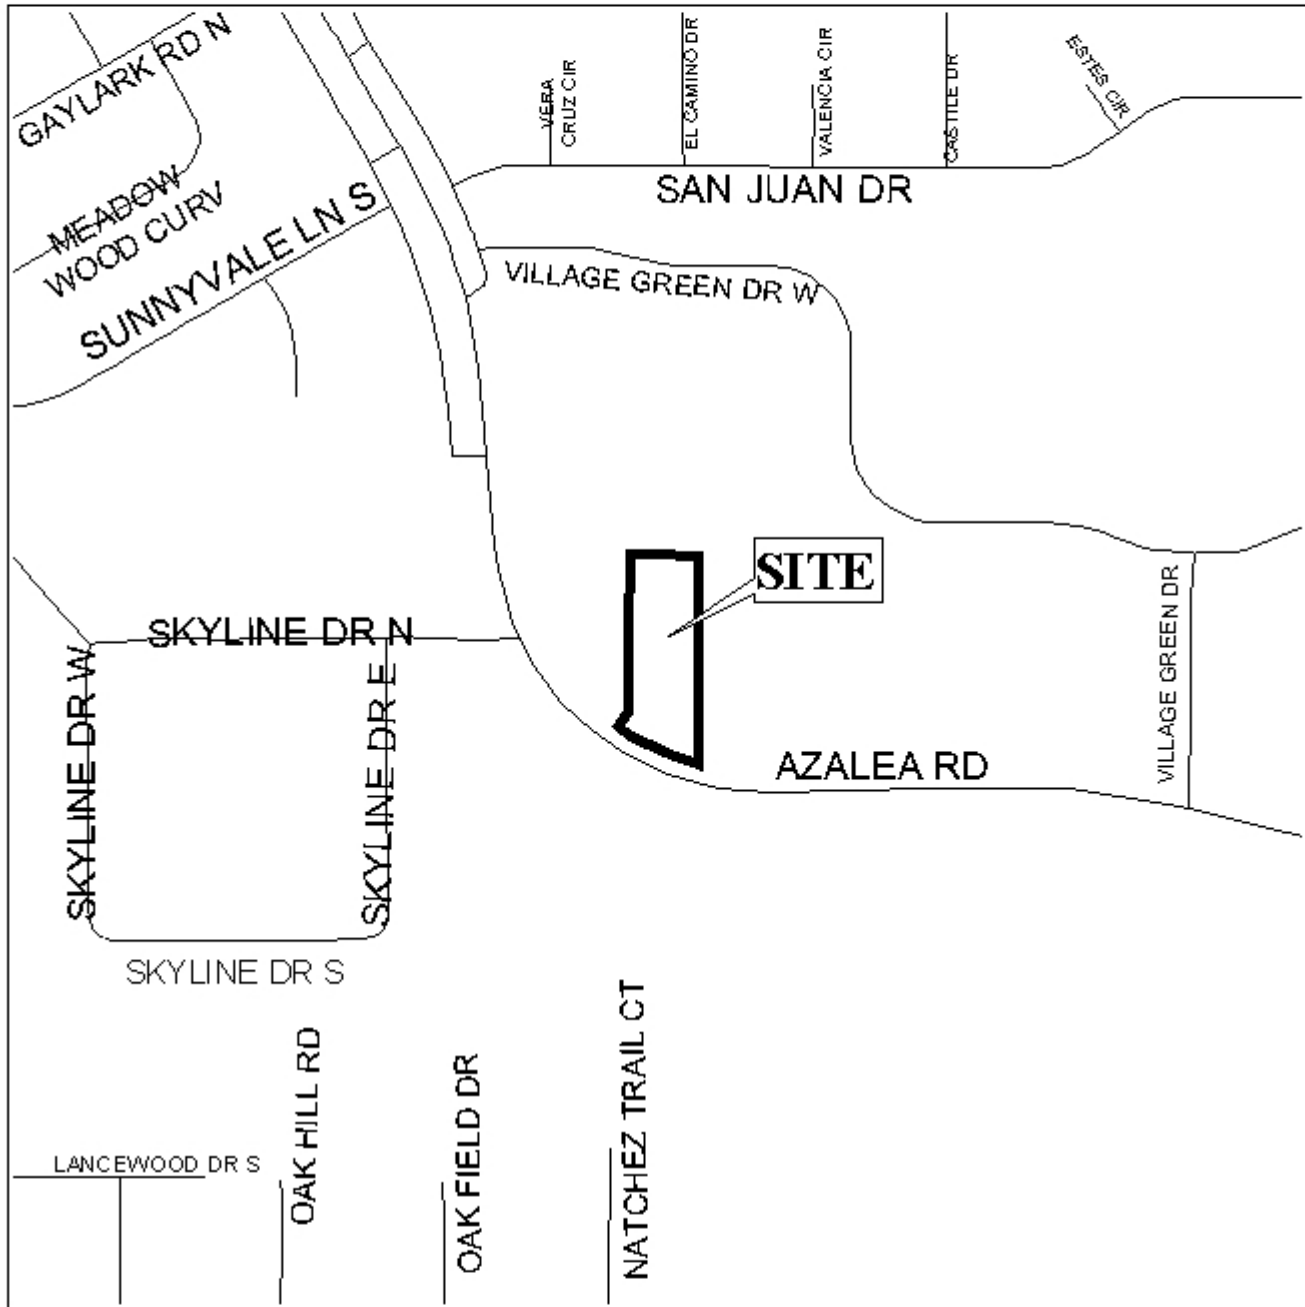 GAYLARK RD N
MEADOW
WOOD CURV
SUNNYVALE LN S
VERA
CRUZ CIR
EL CAMINO DR
VALENCIA CIR
CASTILE DR
ESTES CIR
SAN JUAN DR
VILLAGE GREEN DR W
SITE
SKYLINE DR N
SKYLINE DR W
SKYLINE DR E
VILLAGE GREEN DR
AZALEA RD
SKYLINE DR S
LANCEWOOD DR S
OAK HILL RD
OAK FIELD DR
NATCHEZ TRAIL CT